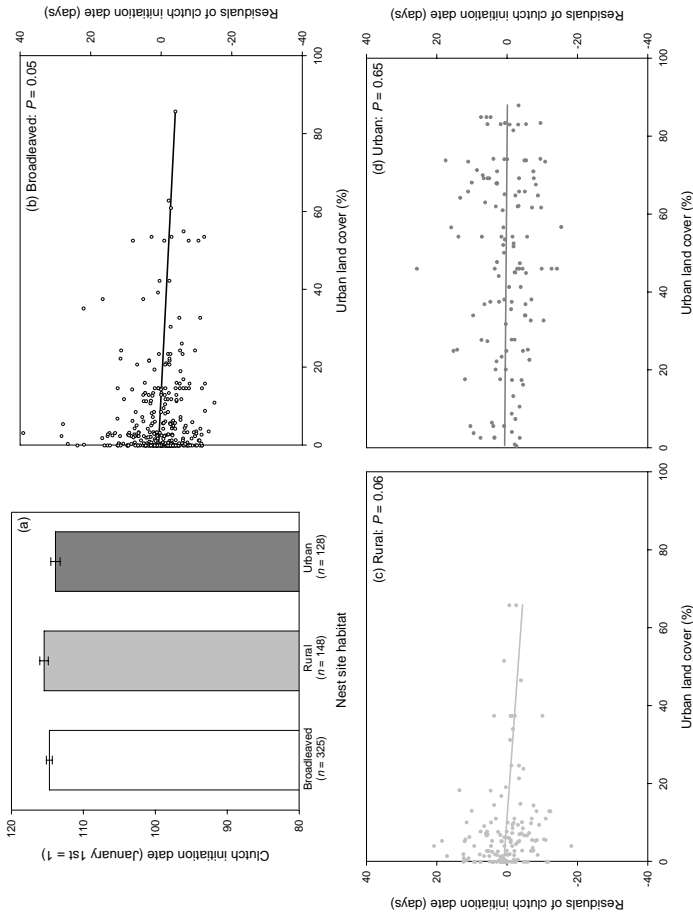 (a)
Clutch initiation date (January 1st = 1)
120
110
100
90
80
Broadleaved
(n = 325)
Rural
(n = 148)
Urban
(n = 128)
Nest site habitat
(b) Broadleaved: P = 0.05
Residuals of clutch initiation date (days)
40
20
0
-20
-40
0
20
40
60
80
100
Urban land cover (%)
(c) Rural: P = 0.06
Residuals of clutch initiation date (days)
40
20
0
-20
-40
0
20
40
60
80
100
Urban land cover (%)
(d) Urban: P = 0.65
Residuals of clutch initiation date (days)
40
20
0
-20
-40
0
20
40
60
80
100
Urban land cover (%)